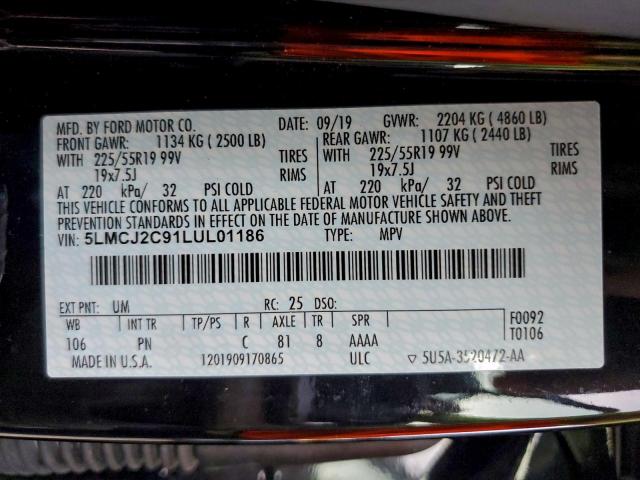 MFD. BY FORD MOTOR CO. DATE: 09/19 GVWR: 2204 KG ( 4860 LB)
FRONT GAWR: 1134 KG ( 2500 LB) REAR GAWR: 1107 KG ( 2440 LB)
WITH 225/55R19 99V TIRES WITH 225/55R19 99V TIRES
19x7.5J RIMS 19x7.5J RIMS
AT 220 kPa/ 32 PSI COLD AT 220 kPa/ 32 PSI COLD
THIS VEHICLE CONFORMS TO ALL APPLICABLE FEDERAL MOTOR VEHICLE SAFETY AND THEFT
PREVENTION STANDARDS IN EFFECT ON THE DATE OF MANUFACTURE SHOWN ABOVE.
VIN: 5LMCJ2C91LUL01186 TYPE: MPV
EXT PNT: UM RC: 25 DSO: F0092
WB INT TR TP/PS R AXLE TR SPR T0106
106 PN C 81 8 AAAA
MADE IN U.S.A. 1201909170865 ULC ▽ 5U5A-3520472-AA